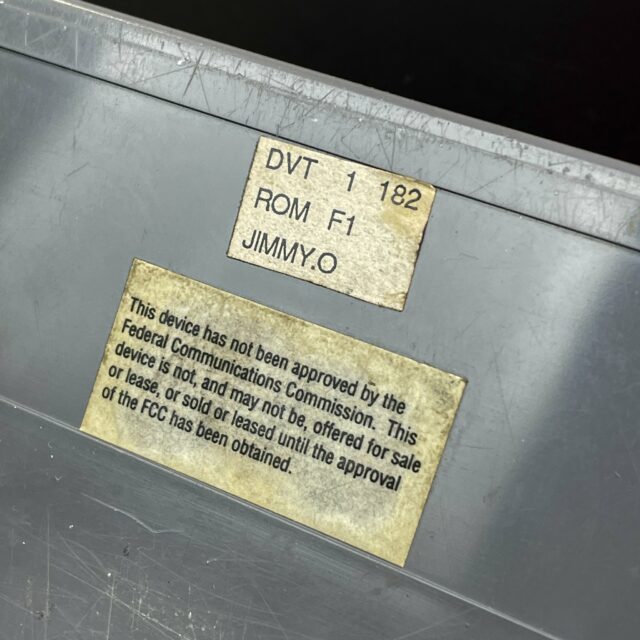 DVT 1 182
ROM F1
JIMMY.O
This device has not been approved by the
Federal Communications Commission. This
device is not, and may not be, offered for sale
or lease, or sold or leased until the approval
of the FCC has been obtained.